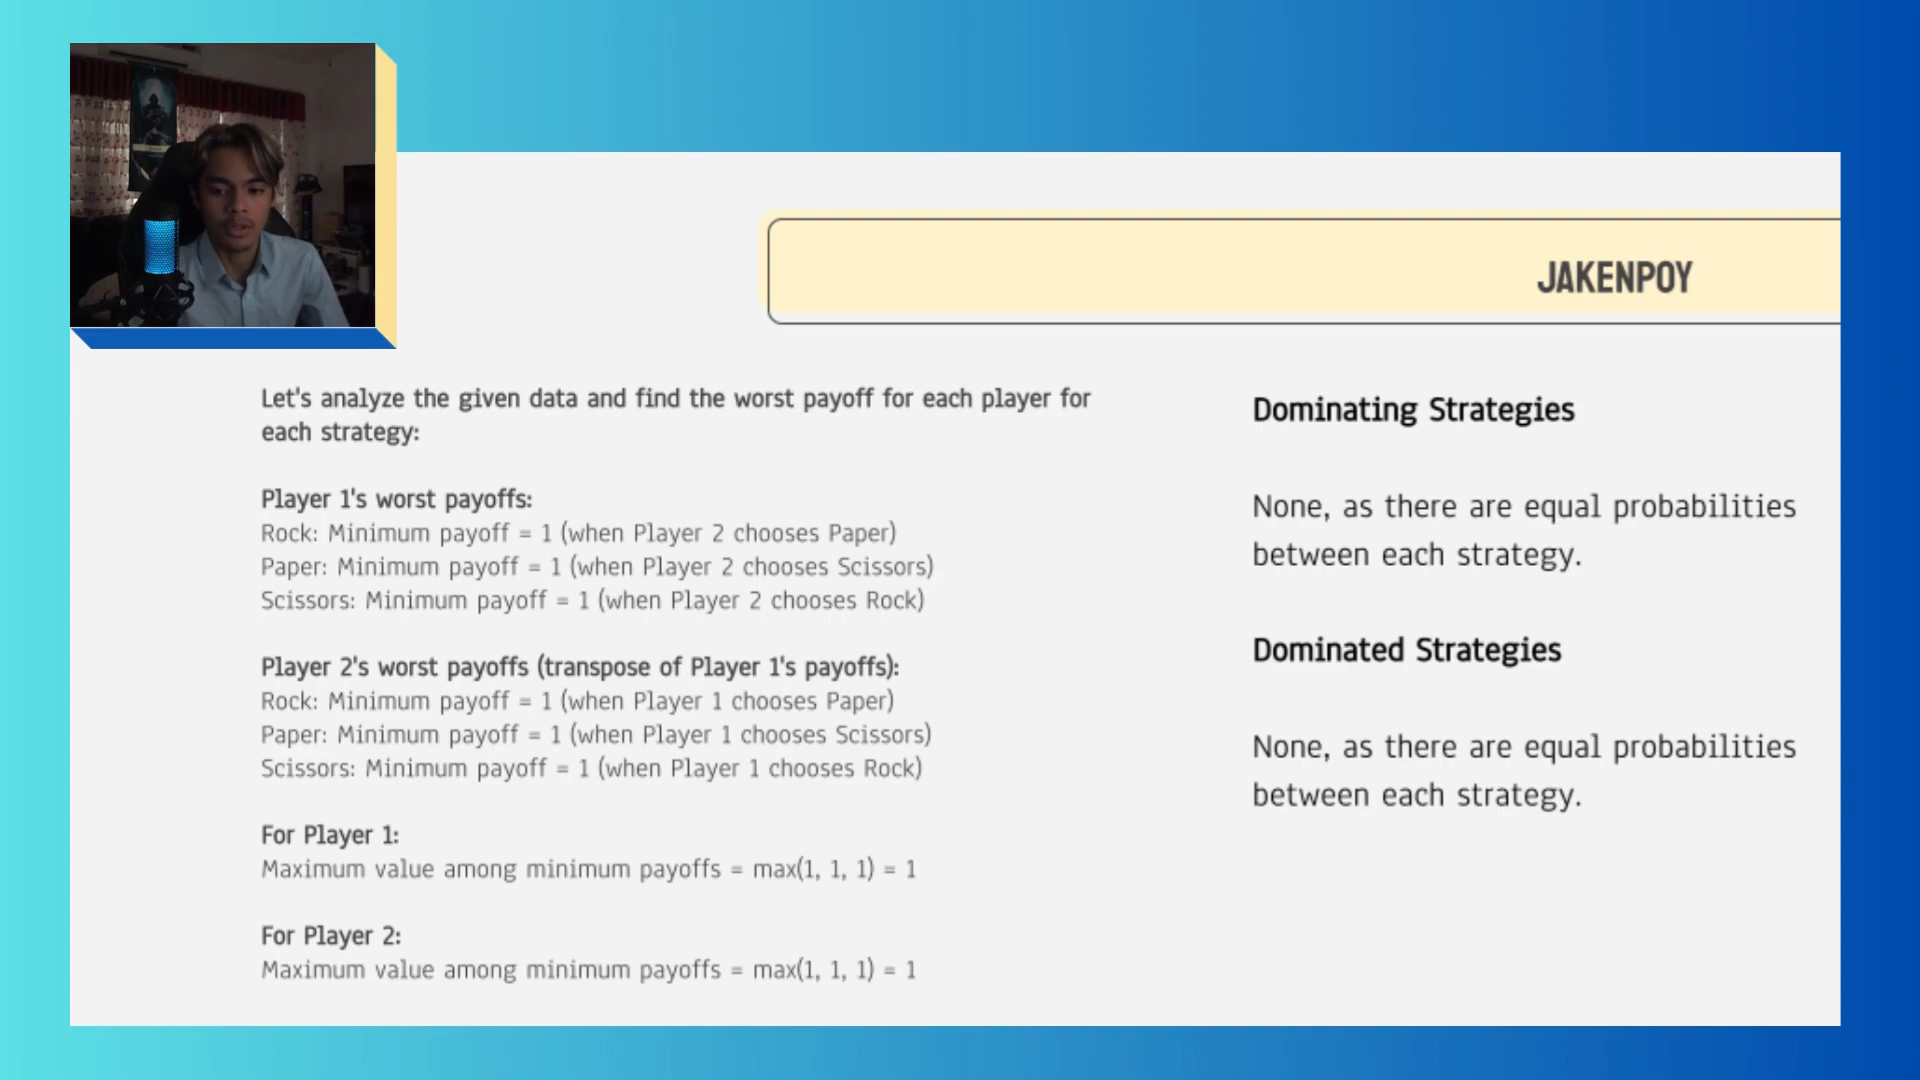 JAKENPOY
Let's analyze the given data and find the worst payoff for each player for
each strategy:
Player 1's worst payoffs:
Rock: Minimum payoff = 1 (when Player 2 chooses Paper)
Paper: Minimum payoff = 1 (when Player 2 chooses Scissors)
Scissors: Minimum payoff = 1 (when Player 2 chooses Rock)
Player 2's worst payoffs (transpose of Player 1's payoffs):
Rock: Minimum payoff = 1 (when Player 1 chooses Paper)
Paper: Minimum payoff = 1 (when Player 1 chooses Scissors)
Scissors: Minimum payoff = 1 (when Player 1 chooses Rock)
For Player 1:
Maximum value among minimum payoffs = max(1, 1, 1) = 1
For Player 2:
Maximum value among minimum payoffs = max(1, 1, 1) = 1
Dominating Strategies
None, as there are equal probabilities
between each strategy.
Dominated Strategies
None, as there are equal probabilities
between each strategy.